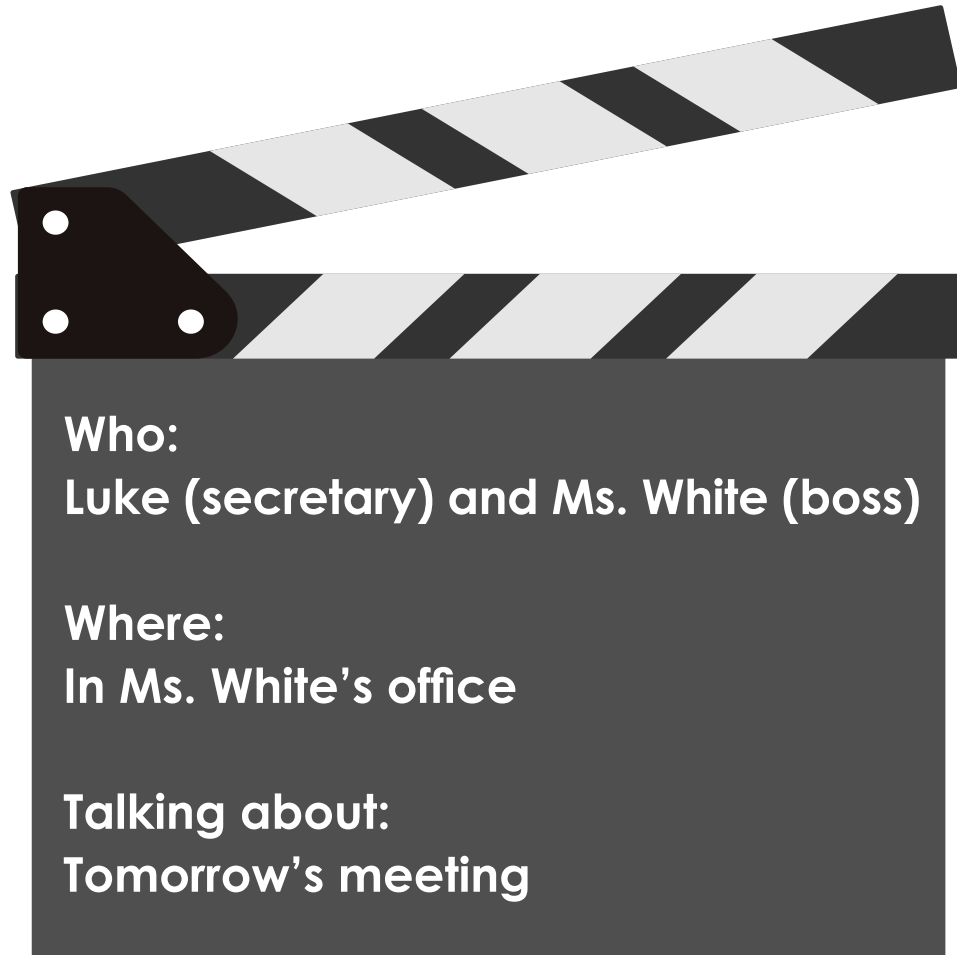 Who:
Luke (secretary) and Ms. White (boss)
Where:
In Ms. White’s office
Talking about:
Tomorrow’s meeting